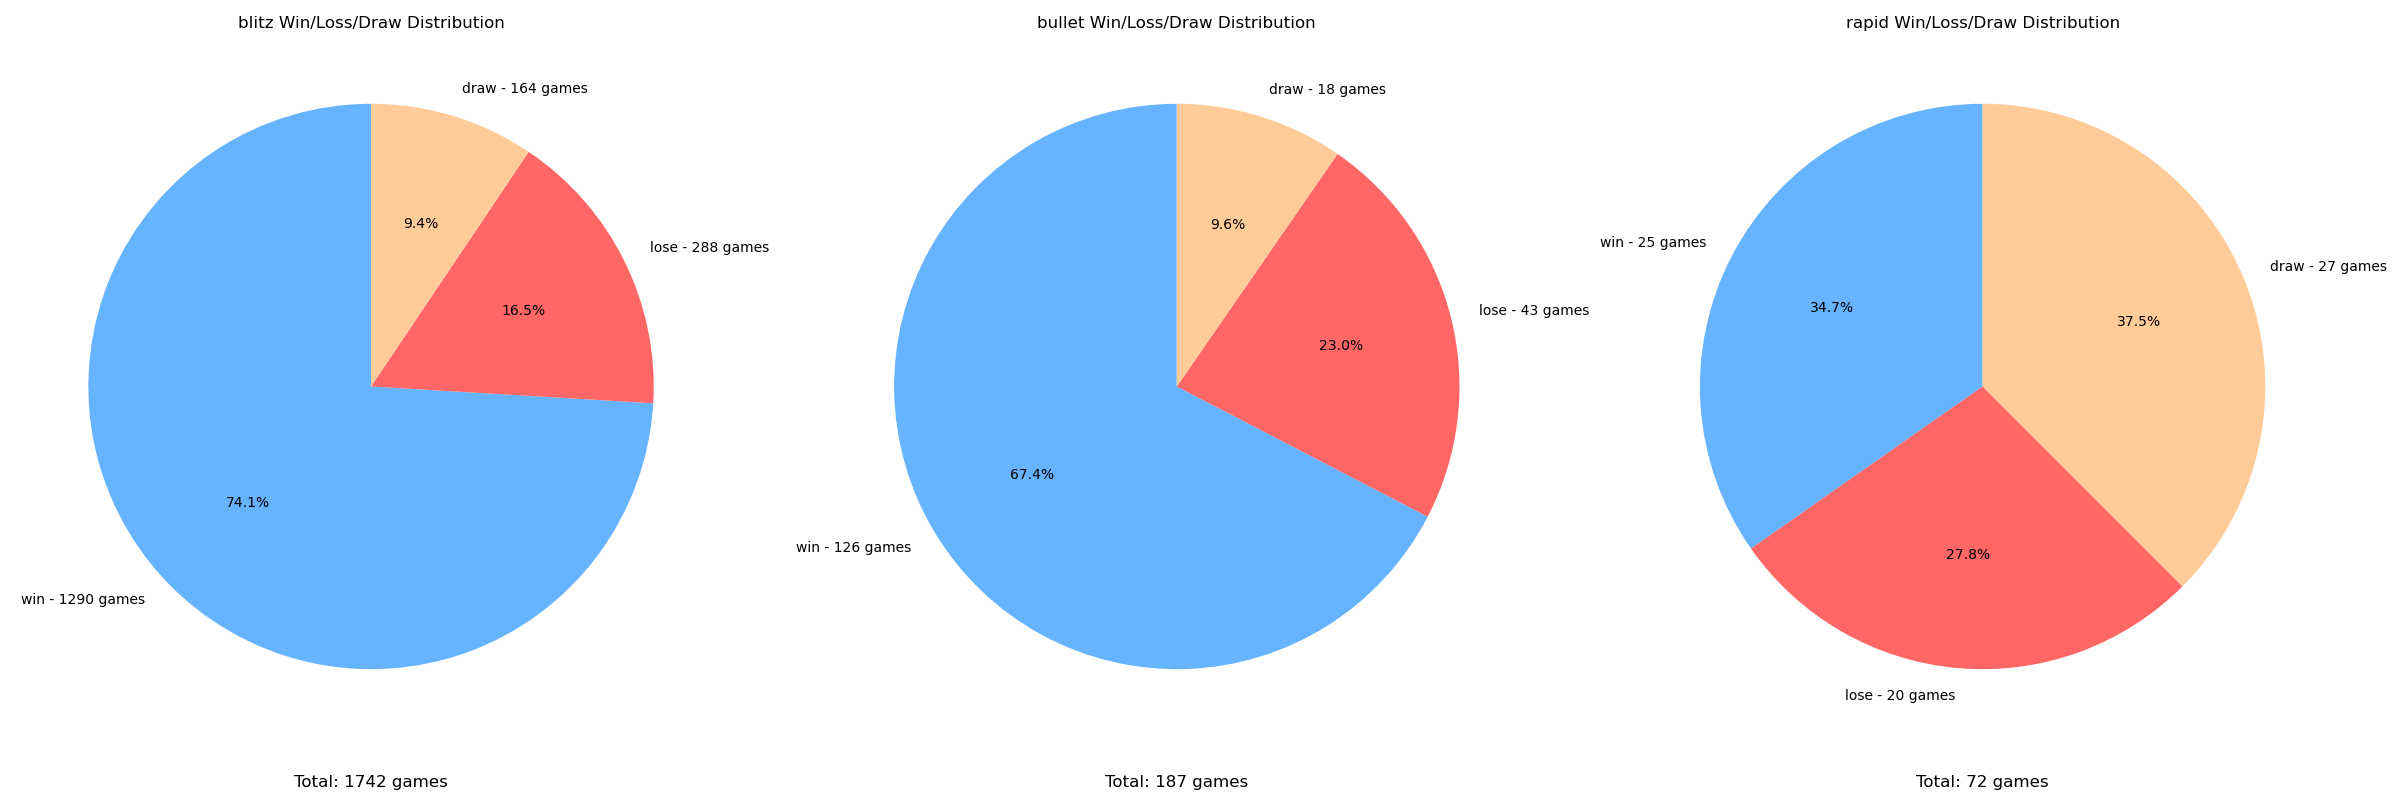 blitz Win/Loss/Draw Distribution
draw - 164 games
9.4%
lose - 288 games
16.5%
74.1%
win - 1290 games
Total: 1742 games
bullet Win/Loss/Draw Distribution
draw - 18 games
9.6%
lose - 43 games
23.0%
67.4%
win - 126 games
Total: 187 games
rapid Win/Loss/Draw Distribution
win - 25 games
draw - 27 games
34.7%
37.5%
27.8%
lose - 20 games
Total: 72 games